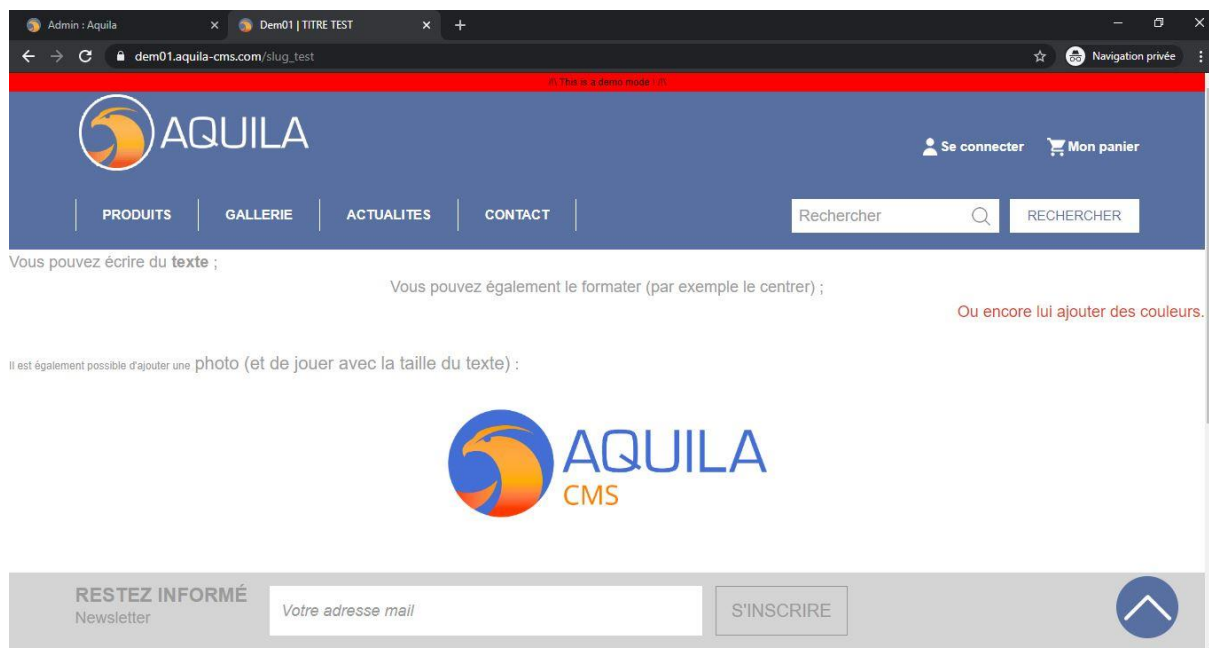 Admin : Aquila
Dem01 | TITRE TEST
dem01.aquila-cms.com/slug_test
Navigation privée
/!\ This is a demo mode ! /!\
AQUILA
Se connecter
Mon panier
PRODUITS
GALLERIE
ACTUALITES
CONTACT
Rechercher
RECHERCHER
Vous pouvez écrire du texte ;
Vous pouvez également le formater (par exemple le centrer) ;
Ou encore lui ajouter des couleurs.
Il est également possible d'ajouter une photo (et de jouer avec la taille du texte) :
AQUILA
CMS
RESTEZ INFORMÉ
Newsletter
Votre adresse mail
S'INSCRIRE